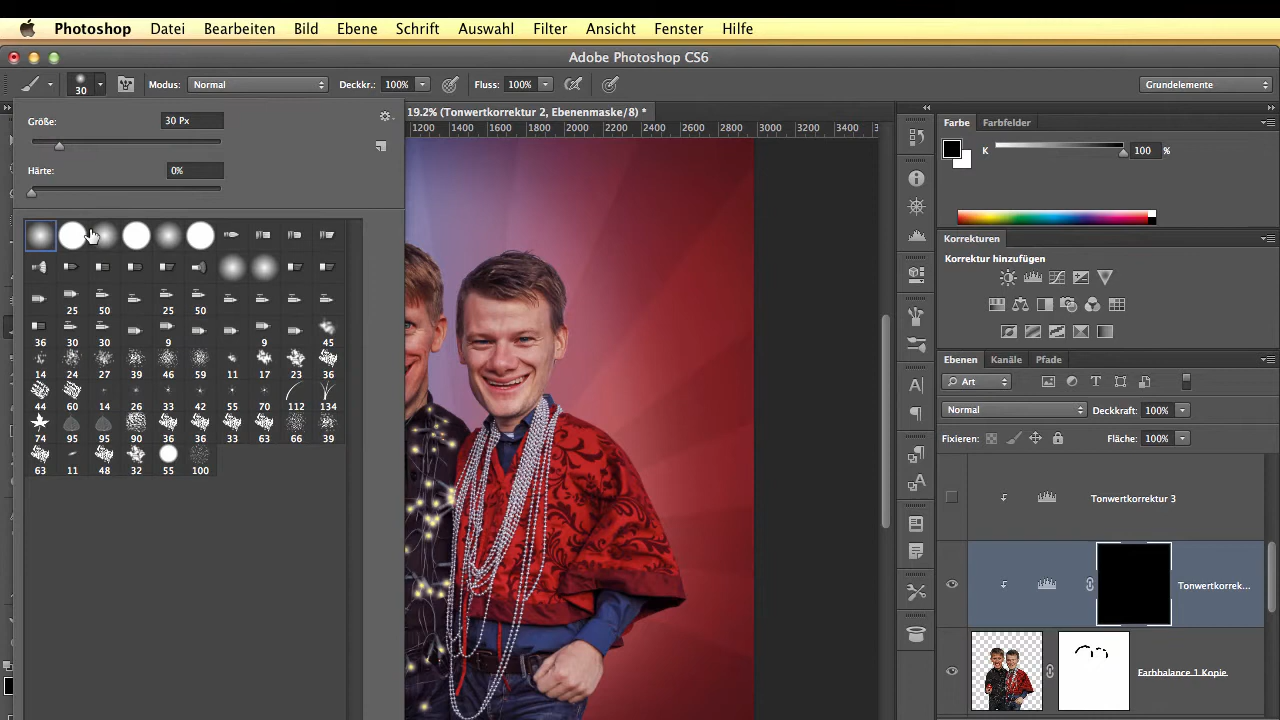 Photoshop Datei Bearbeiten Bild Ebene Schrift Auswahl Filter Ansicht Fenster Hilfe
Adobe Photoshop CS6
30 Modus: Normal Deckkr.: 100% Fluss: 100% Grundelemente
Größe: 30 Px
Härte: 0%
19.2% (Tonwertkorrektur 2, Ebenenmaske/8) *
1200 1400 1600 1800 2000 2200 2400 2600 2800 3000 3200 3400 3
25 50 25 50
36 30 30 9 9 45
14 24 27 39 46 59 11 17 23 36
44 60 14 26 33 42 55 70 112 134
74 95 95 90 36 36 33 63 66 39
63 11 48 32 55 100
Farbe Farbfelder
K 100 %
Korrekturen
Korrektur hinzufügen
Ebenen Kanäle Pfade
Art
Normal Deckkraft: 100%
Fixieren: Fläche: 100%
Tonwertkorrektur 3
Tonwertkorrek...
Farbbalance 1 Kopie